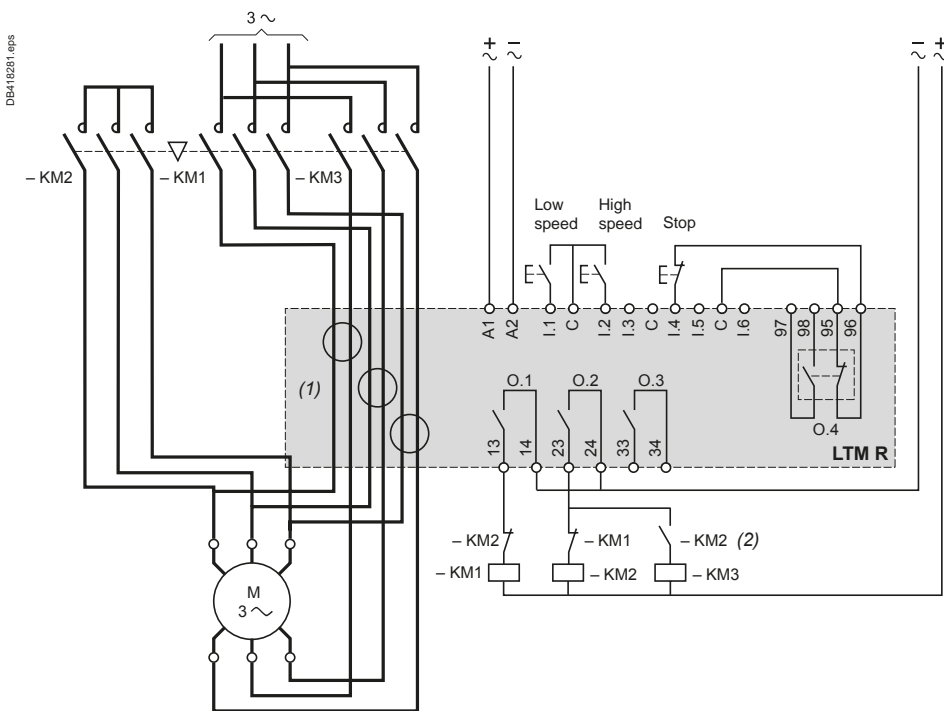 DB418281.eps
3 ~
+ – – +
~ ~ ~ ~
– KM2 – KM1 – KM3
Low speed
High speed
Stop
A1 A2 I.1 C I.2 I.3 C I.4 I.5 C I.6 97 98 95 96
(1)
O.1 O.2 O.3
13 14 23 24 33 34
O.4
LTM R
– KM2 – KM1 – KM2 (2)
– KM1 – KM2 – KM3
M
3 ~